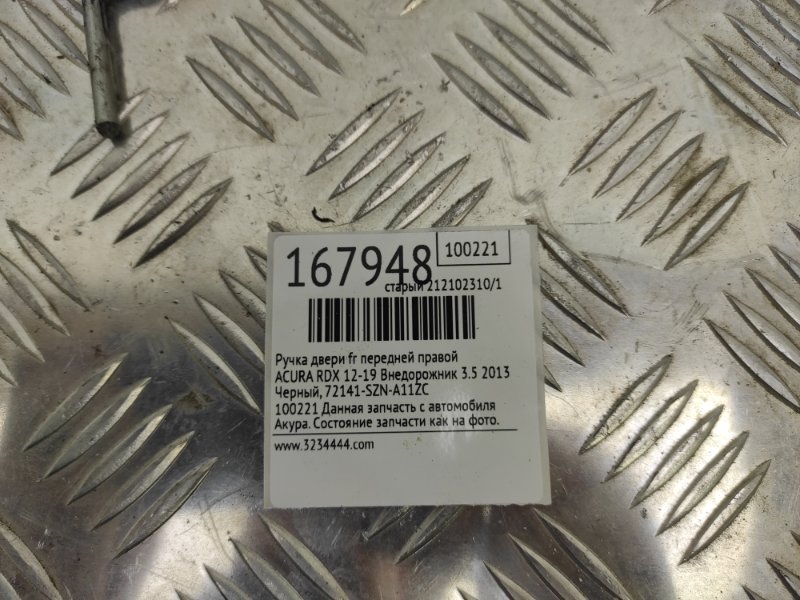 167948
100221
старый 212102310/1
Ручка двери fr передней правой
ACURA RDX 12-19 Внедорожник 3.5 2013
Черный, 72141-SZN-A11ZC
100221 Данная запчасть с автомобиля
Акура. Состояние запчасти как на фото.
www.3234444.com